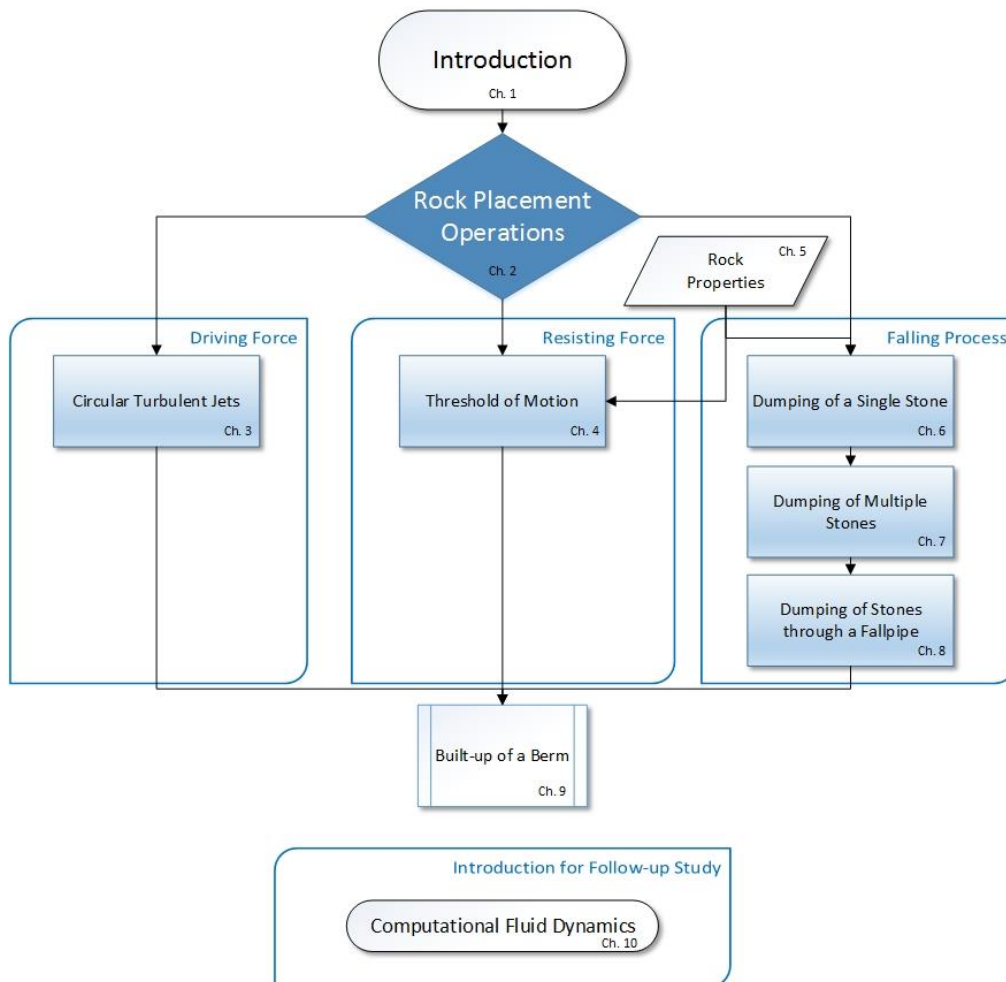 Introduction
Ch. 1
Rock Placement
Operations
Ch. 2
Ch. 5
Rock
Properties
Driving Force
Circular Turbulent Jets
Ch. 3
Resisting Force
Threshold of Motion
Ch. 4
Falling Process
Dumping of a Single Stone
Ch. 6
Dumping of Multiple
Stones
Ch. 7
Dumping of Stones
through a Fallpipe
Ch. 8
Built-up of a Berm
Ch. 9
Introduction for Follow-up Study
Computational Fluid Dynamics
Ch. 10